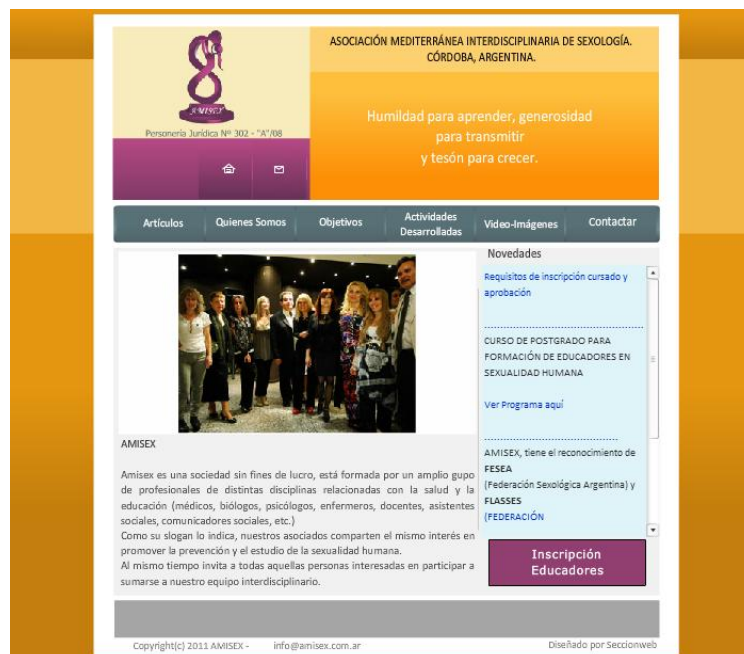 ASOCIACIÓN MEDITERRÁNEA INTERDISCIPLINARIA DE SEXOLOGÍA.
CÓRDOBA, ARGENTINA.
AMISEX
Personería Jurídica Nº 302 - "A"/08
Humildad para aprender, generosidad
para transmitir
y tesón para crecer.
Artículos
Quienes Somos
Objetivos
Actividades
Desarrolladas
Video-Imágenes
Contactar
Novedades
Requisitos de inscripción cursado y
aprobación
CURSO DE POSTGRADO PARA
FORMACIÓN DE EDUCADORES EN
SEXUALIDAD HUMANA
Ver Programa aquí
AMISEX, tiene el reconocimiento de
FESEA
(Federación Sexológica Argentina) y
FLASSES
(FEDERACIÓN
Inscripción
Educadores
AMISEX
Amisex es una sociedad sin fines de lucro, está formada por un amplio gupo
de profesionales de distintas disciplinas relacionadas con la salud y la
educación (médicos, biólogos, psicólogos, enfermeros, docentes, asistentes
sociales, comunicadores sociales, etc.)
Como su slogan lo indica, nuestros asociados comparten el mismo interés en
promover la prevención y el estudio de la sexualidad humana.
Al mismo tiempo invita a todas aquellas personas interesadas en participar a
sumarse a nuestro equipo interdisciplinario.
Copyright(c) 2011 AMISEX - info@amisex.com.ar
Diseñado por Seccionweb